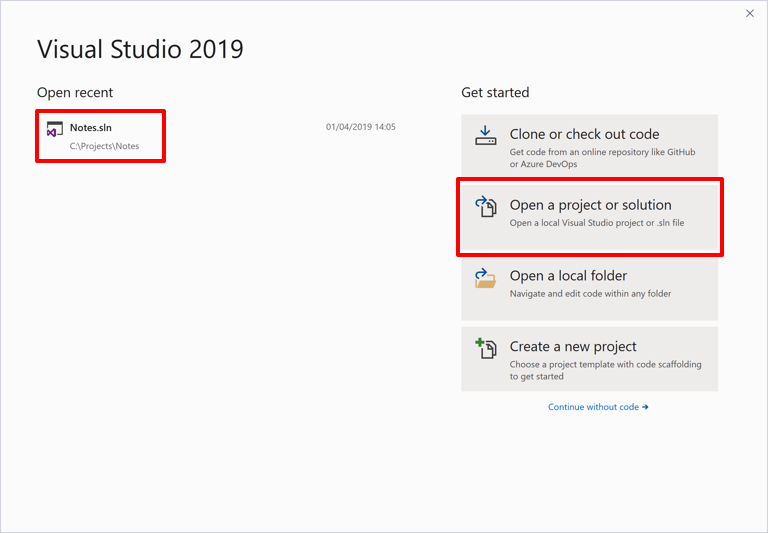 Visual Studio 2019
Open recent
Notes.sln
C:\Projects\Notes
01/04/2019 14:05
Get started
Clone or check out code
Get code from an online repository like GitHub
or Azure DevOps
Open a project or solution
Open a local Visual Studio project or .sln file
Open a local folder
Navigate and edit code within any folder
Create a new project
Choose a project template with code scaffolding
to get started
Continue without code →